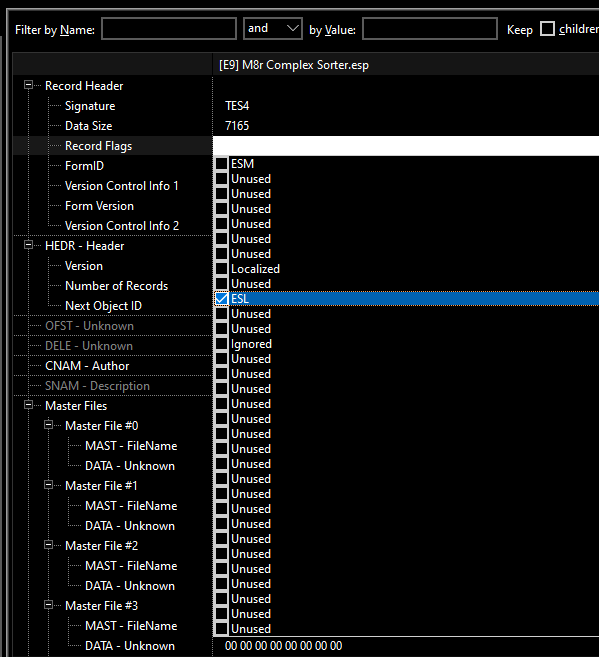 Filter by Name: and by Value: Keep children
[E9] M8r Complex Sorter.esp
Record Header
Signature TES4
Data Size 7165
Record Flags
ESM
FormID
Unused
Version Control Info 1
Unused
Unused
Form Version
Unused
Version Control Info 2
Unused
HEDR - Header
Unused
Version
Localized
Number of Records
Unused
Next Object ID
ESL
Unused
OFST - Unknown
Unused
DELE - Unknown
Ignored
CNAM - Author
Unused
Unused
SNAM - Description
Unused
Master Files
Unused
Master File #0
Unused
MAST - FileName
Unused
DATA - Unknown
Unused
Master File #1
Unused
Unused
MAST - FileName
Unused
DATA - Unknown
Unused
Master File #2
Unused
MAST - FileName
Unused
Unused
DATA - Unknown
Unused
Master File #3
Unused
MAST - FileName
Unused
DATA - Unknown 00 00 00 00 00 00 00 00